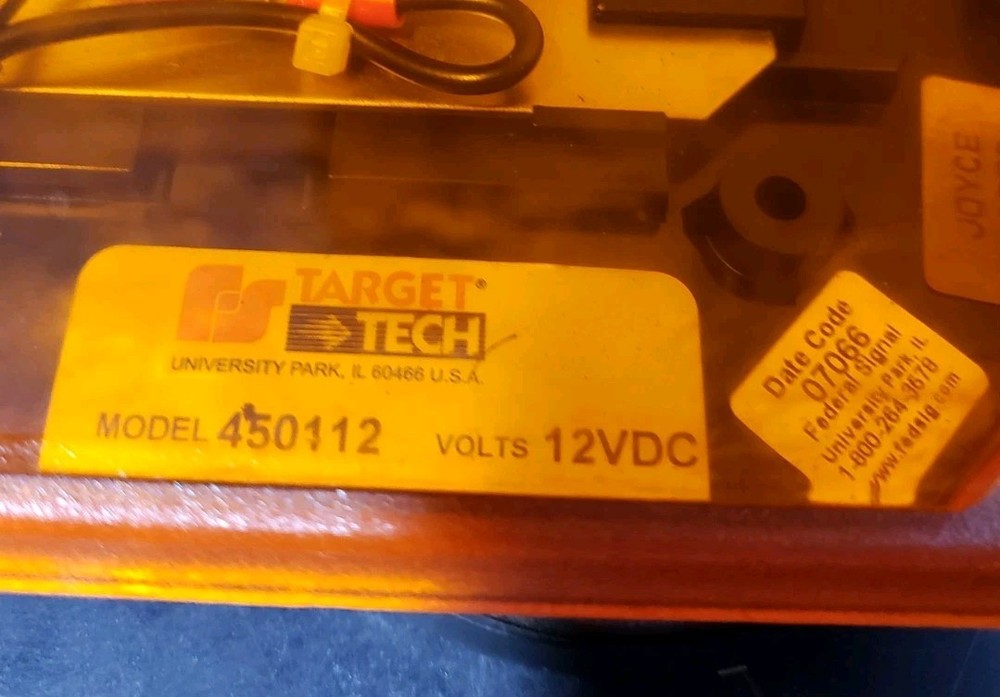 TARGET®
TECH
UNIVERSITY PARK, IL 60466 U.S.A.
MODEL 450112 VOLTS 12VDC
Date Code
07066
Federal Signal
University Park, IL
1-800-264-3578
www.fedsig.com
JOYCE